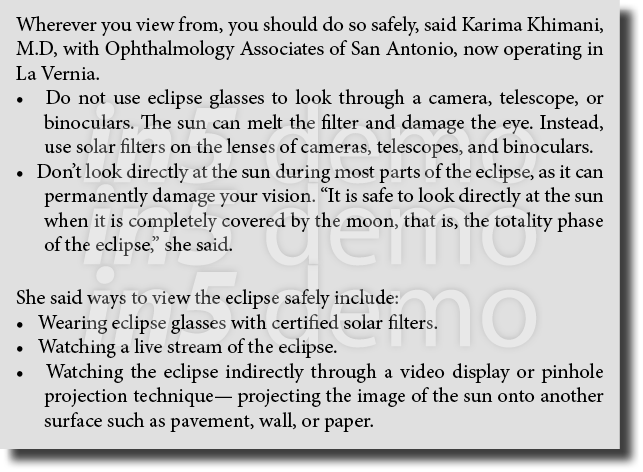 Wherever you view from, you should do so safely, said Karima Khimani,
M.D, with Ophthalmology Associates of San Antonio, now operating in
La Vernia.
• Do not use eclipse glasses to look through a camera, telescope, or
binoculars. The sun can melt the filter and damage the eye. Instead,
use solar filters on the lenses of cameras, telescopes, and binoculars.
• Don’t look directly at the sun during most parts of the eclipse, as it can
permanently damage your vision. “It is safe to look directly at the sun
when it is completely covered by the moon, that is, the totality phase
of the eclipse,” she said.
She said ways to view the eclipse safely include:
• Wearing eclipse glasses with certified solar filters.
• Watching a live stream of the eclipse.
• Watching the eclipse indirectly through a video display or pinhole
projection technique— projecting the image of the sun onto another
surface such as pavement, wall, or paper.
in5 demo
in5 demo
in5 demo